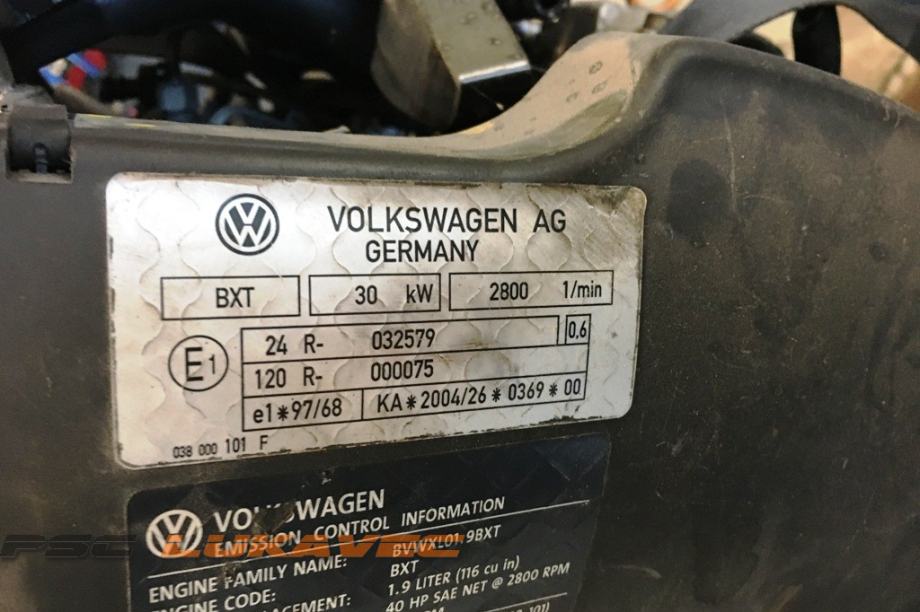 VOLKSWAGEN AG
GERMANY
BXT 30 kW 2800 1/min
E1
24 R- 032579 0,6
120 R- 000075
e1*97/68 KA*2004/26*0369*00
038 000 101 F
VOLKSWAGEN
EMISSION CONTROL INFORMATION
ENGINE FAMILY NAME: BVWXL01.9BXT
ENGINE CODE: BXT
1.9 LITER (116 cu in)
40 HP SAE NET @ 2800 RPM
PSC LUKAVEC